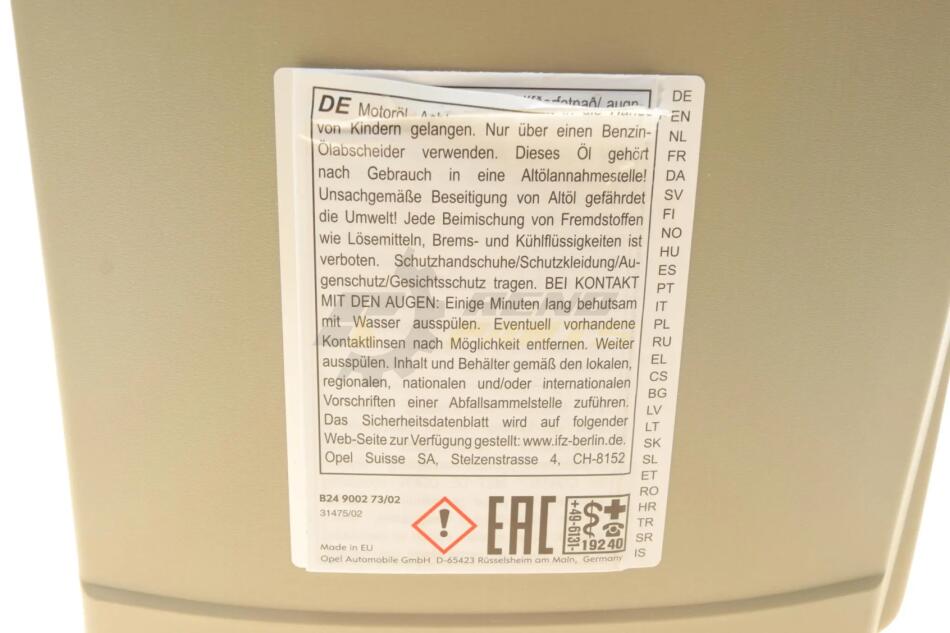 DE Motoröl
von Kindern gelangen. Nur über einen Benzin-
Ölabscheider verwenden. Dieses Öl gehört
nach Gebrauch in eine Altölannahmestelle!
Unsachgemäße Beseitigung von Altöl gefährdet
die Umwelt! Jede Beimischung von Fremdstoffen
wie Lösemitteln, Brems- und Kühlflüssigkeiten ist
verboten. Schutzhandschuhe/Schutzkleidung/Au-
genschutz/Gesichtsschutz tragen. BEI KONTAKT
MIT DEN AUGEN: Einige Minuten lang behutsam
mit Wasser ausspülen. Eventuell vorhandene
Kontaktlinsen nach Möglichkeit entfernen. Weiter
ausspülen. Inhalt und Behälter gemäß den lokalen,
regionalen, nationalen und/oder internationalen
Vorschriften einer Abfallsammelstelle zuführen.
Das Sicherheitsdatenblatt wird auf folgender
Web-Seite zur Verfügung gestellt: www.ifz-berlin.de.
Opel Suisse SA, Stelzenstrasse 4, CH-8152
DE
EN
NL
FR
DA
SV
FI
NO
HU
ES
PT
IT
PL
RU
EL
CS
BG
LV
LT
SK
SL
ET
RO
HR
TR
SR
IS
B24 9002 73/02
31475/02
EAC
+49-6131-
19240
Made in EU
Opel Automobile GmbH D-65423 Rüsselsheim am Main, Germany